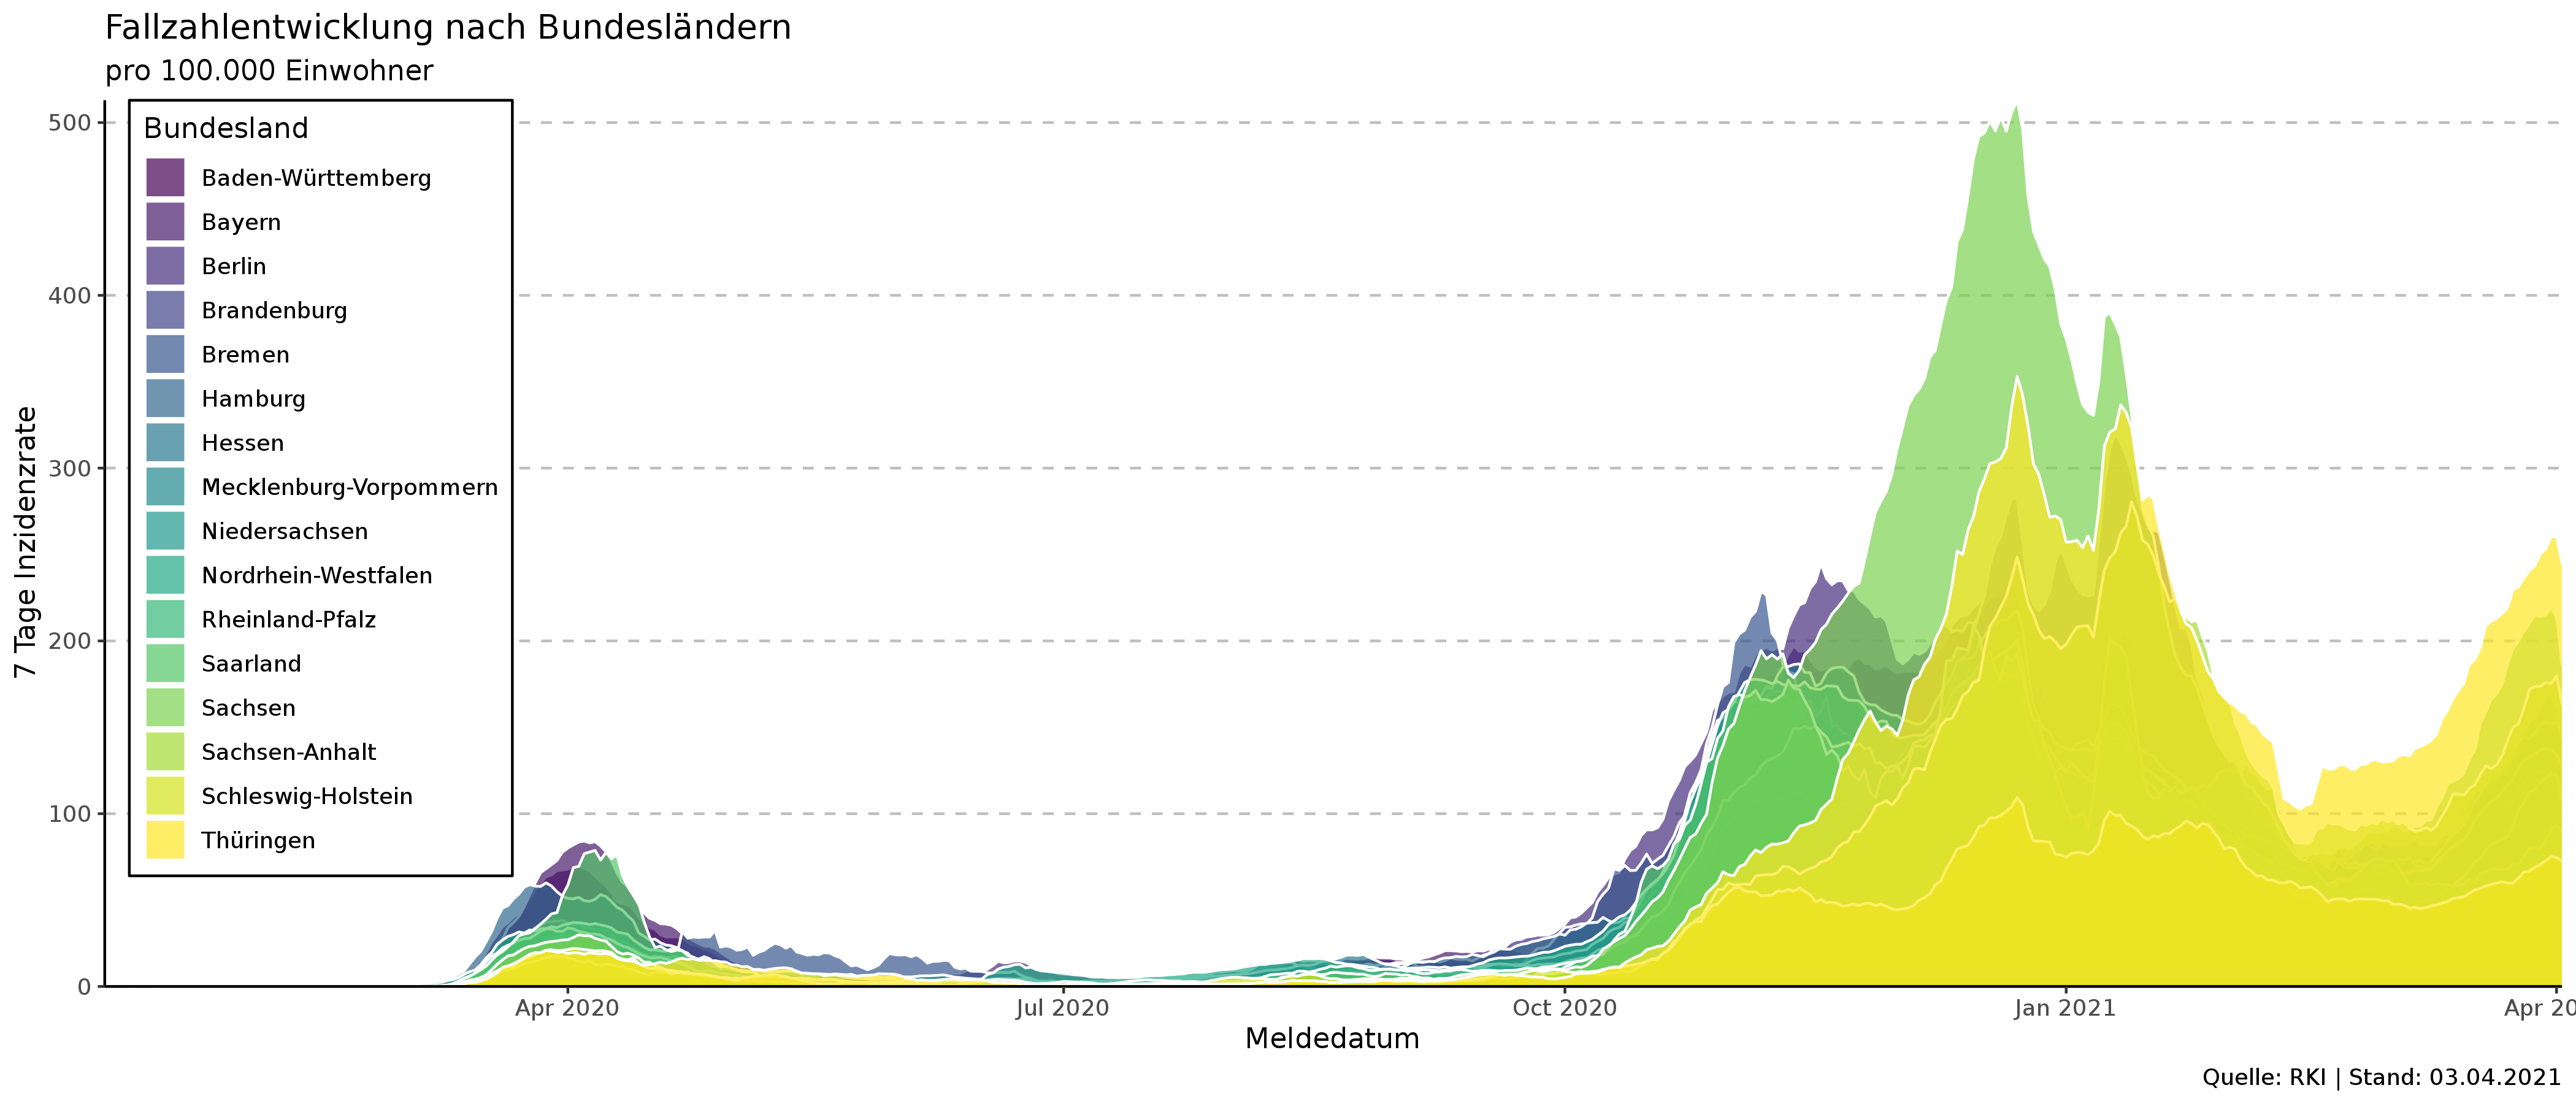 Fallzahlentwicklung nach Bundesländern
pro 100.000 Einwohner
Bundesland
Baden-Württemberg
Bayern
Berlin
Brandenburg
Bremen
Hamburg
Hessen
Mecklenburg-Vorpommern
Niedersachsen
Nordrhein-Westfalen
Rheinland-Pfalz
Saarland
Sachsen
Sachsen-Anhalt
Schleswig-Holstein
Thüringen
7 Tage Inzidenzrate
500
400
300
200
100
0
Apr 2020
Jul 2020
Oct 2020
Jan 2021
Apr 20
Meldedatum
Quelle: RKI | Stand: 03.04.2021